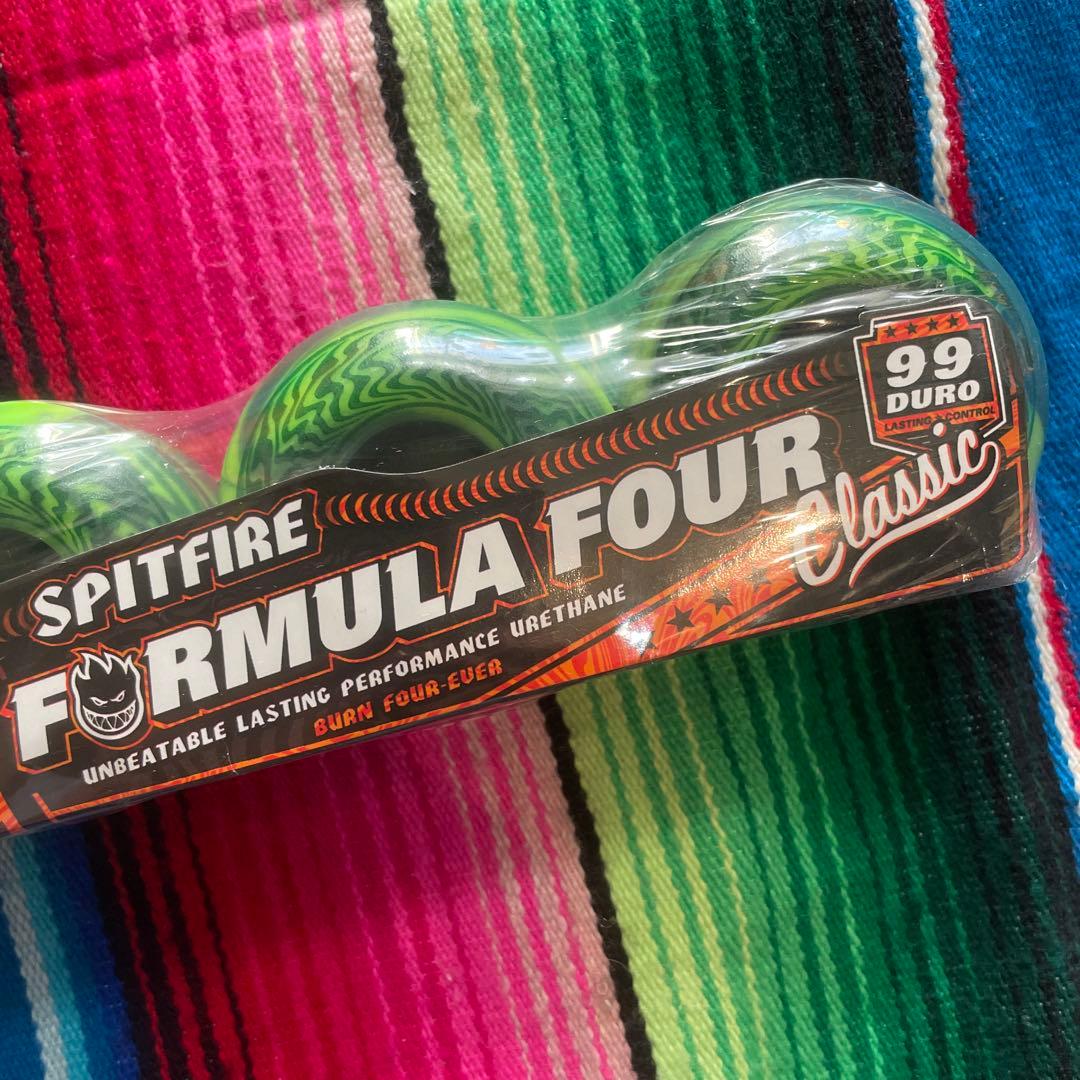 99
DURO
LASTING★CONTROL
SPITFIRE
FORMULA FOUR
Classic
UNBEATABLE LASTING PERFORMANCE URETHANE
BURN FOUR-EVER